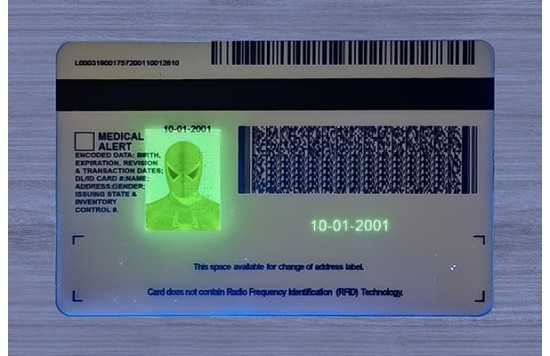 L000319001757200110012610
10-01-2001
MEDICAL
ALERT
ENCODED DATA: BIRTH,
EXPIRATION, REVISION
& TRANSACTION DATES;
DL/ID CARD #;NAME;
ADDRESS;GENDER;
ISSUING STATE &
INVENTORY
CONTROL #.
10-01-2001
This space available for change of address label.
Card does not contain Radio Frequency Identification (RFID) Technology.